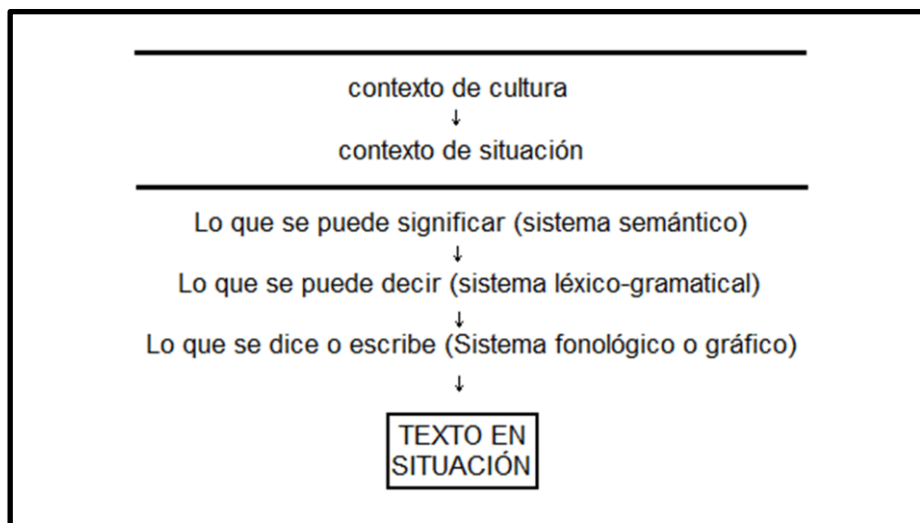 contexto de cultura
↓
contexto de situación
Lo que se puede significar (sistema semántico)
↓
Lo que se puede decir (sistema léxico-gramatical)
↓
Lo que se dice o escribe (Sistema fonológico o gráfico)
↓
TEXTO EN
SITUACIÓN